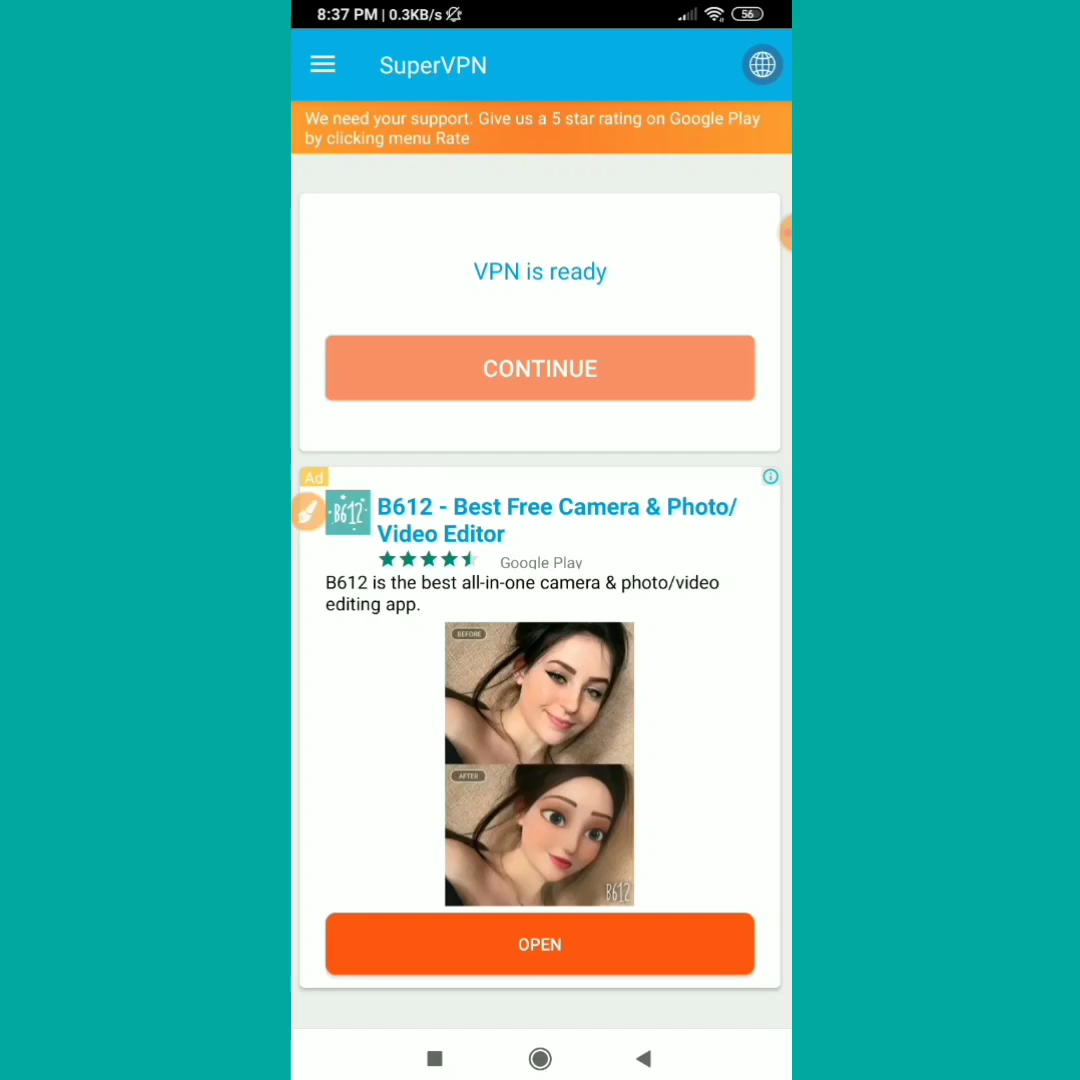 8:37 PM | 0.3KB/s
56
SuperVPN
We need your support. Give us a 5 star rating on Google Play
by clicking menu Rate
VPN is ready
CONTINUE
Ad
B612
B612 - Best Free Camera & Photo/
Video Editor
Google Play
B612 is the best all-in-one camera & photo/video
editing app.
BEFORE
AFTER
B612
OPEN